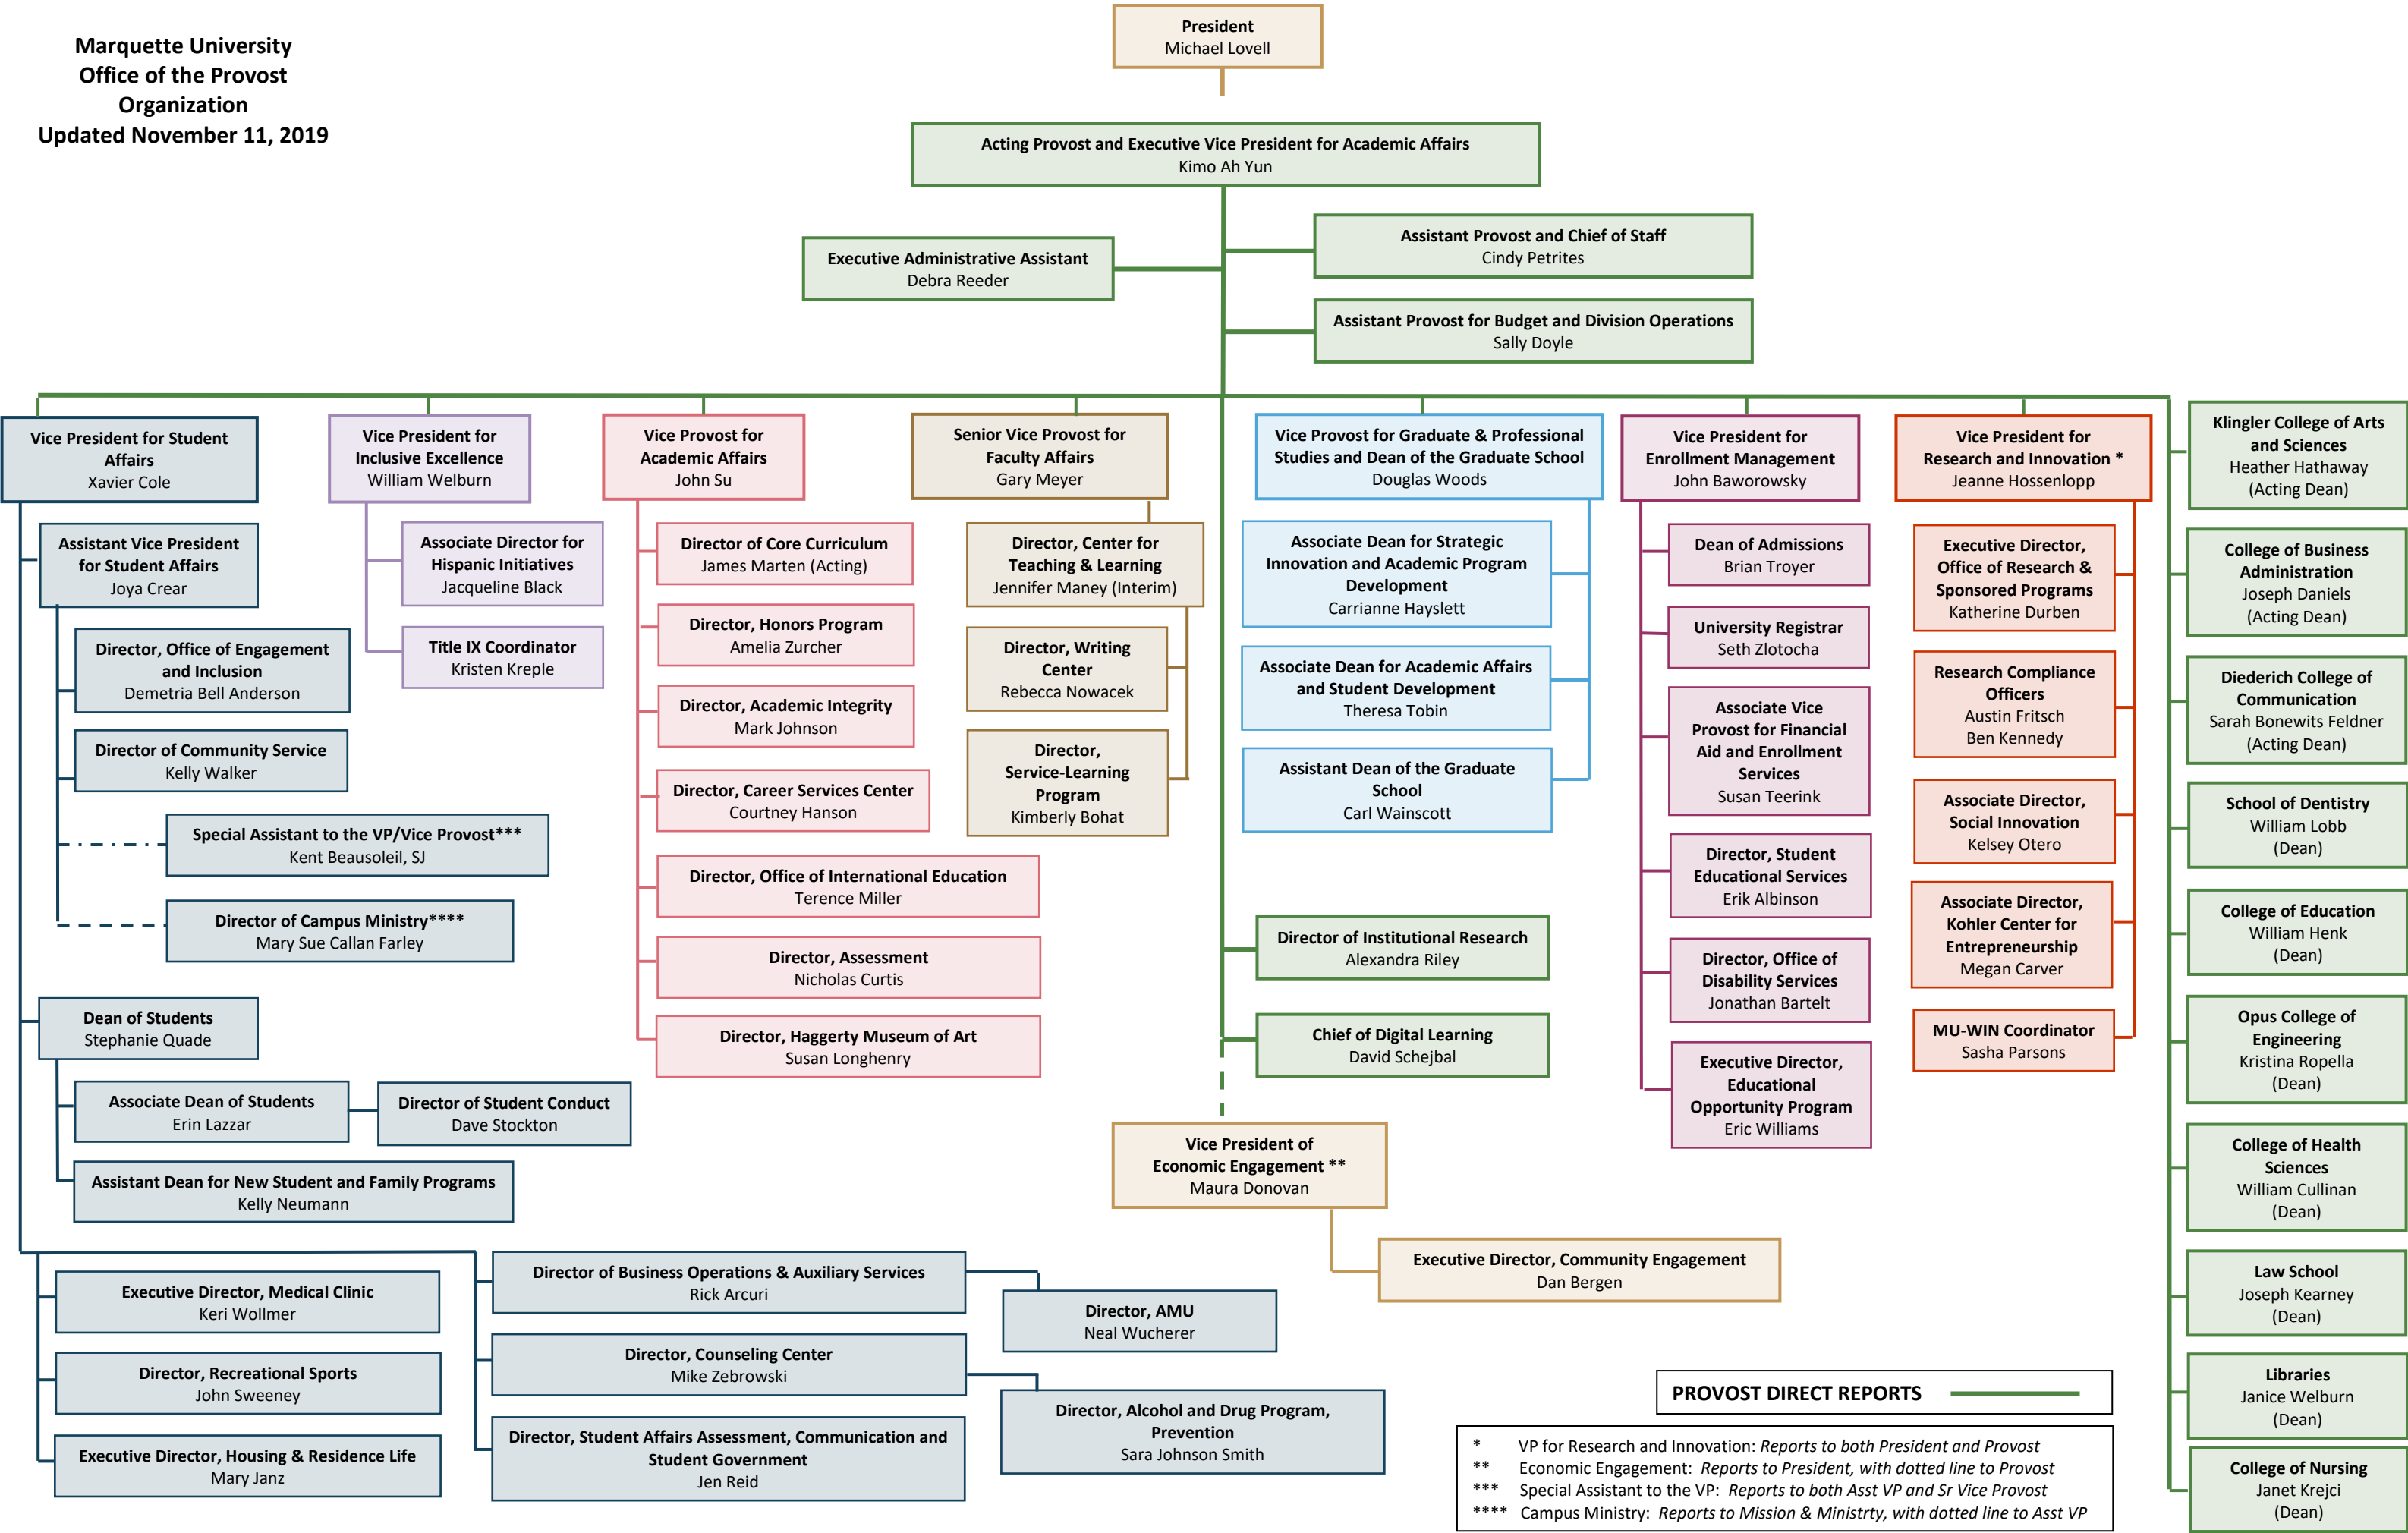 Marquette University
Office of the Provost
Organization
Updated November 11, 2019
President
Michael Lovell
Acting Provost and Executive Vice President for Academic Affairs
Kimo Ah Yun
Executive Administrative Assistant
Debra Reeder
Assistant Provost and Chief of Staff
Cindy Petrites
Assistant Provost for Budget and Division Operations
Sally Doyle
Vice President for Student
Affairs
Xavier Cole
Assistant Vice President
for Student Affairs
Joya Crear
Director, Office of Engagement
and Inclusion
Demetria Bell Anderson
Director of Community Service
Kelly Walker
Special Assistant to the VP/Vice Provost***
Kent Beausoleil, SJ
Director of Campus Ministry****
Mary Sue Callan Farley
Dean of Students
Stephanie Quade
Associate Dean of Students
Erin Lazzar
Director of Student Conduct
Dave Stockton
Assistant Dean for New Student and Family Programs
Kelly Neumann
Executive Director, Medical Clinic
Keri Wollmer
Director, Recreational Sports
John Sweeney
Executive Director, Housing & Residence Life
Mary Janz
Director of Business Operations & Auxiliary Services
Rick Arcuri
Director, AMU
Neal Wucherer
Director, Counseling Center
Mike Zebrowski
Director, Alcohol and Drug Program,
Prevention
Sara Johnson Smith
Director, Student Affairs Assessment, Communication and
Student Government
Jen Reid
Vice President for
Inclusive Excellence
William Welburn
Associate Director for
Hispanic Initiatives
Jacqueline Black
Title IX Coordinator
Kristen Kreple
Vice Provost for
Academic Affairs
John Su
Director of Core Curriculum
James Marten (Acting)
Director, Honors Program
Amelia Zurcher
Director, Academic Integrity
Mark Johnson
Director, Career Services Center
Courtney Hanson
Director, Office of International Education
Terence Miller
Director, Assessment
Nicholas Curtis
Director, Haggerty Museum of Art
Susan Longhenry
Senior Vice Provost for
Faculty Affairs
Gary Meyer
Director, Center for
Teaching & Learning
Jennifer Maney (Interim)
Director, Writing
Center
Rebecca Nowacek
Director,
Service-Learning
Program
Kimberly Bohat
Vice Provost for Graduate & Professional
Studies and Dean of the Graduate School
Douglas Woods
Associate Dean for Strategic
Innovation and Academic Program
Development
Carrianne Hayslett
Associate Dean for Academic Affairs
and Student Development
Theresa Tobin
Assistant Dean of the Graduate
School
Carl Wainscott
Director of Institutional Research
Alexandra Riley
Chief of Digital Learning
David Schejbal
Vice President of
Economic Engagement **
Maura Donovan
Executive Director, Community Engagement
Dan Bergen
Vice President for
Enrollment Management
John Baworowsky
Dean of Admissions
Brian Troyer
University Registrar
Seth Zlotocha
Associate Vice
Provost for Financial
Aid and Enrollment
Services
Susan Teerink
Director, Student
Educational Services
Erik Albinson
Director, Office of
Disability Services
Jonathan Bartelt
Executive Director,
Educational
Opportunity Program
Eric Williams
Vice President for
Research and Innovation *
Jeanne Hossenlopp
Executive Director,
Office of Research &
Sponsored Programs
Katherine Durben
Research Compliance
Officers
Austin Fritsch
Ben Kennedy
Associate Director,
Social Innovation
Kelsey Otero
Associate Director,
Kohler Center for
Entrepreneurship
Megan Carver
MU-WIN Coordinator
Sasha Parsons
Klingler College of Arts
and Sciences
Heather Hathaway
(Acting Dean)
College of Business
Administration
Joseph Daniels
(Acting Dean)
Diederich College of
Communication
Sarah Bonewits Feldner
(Acting Dean)
School of Dentistry
William Lobb
(Dean)
College of Education
William Henk
(Dean)
Opus College of
Engineering
Kristina Ropella
(Dean)
College of Health
Sciences
William Cullinan
(Dean)
Law School
Joseph Kearney
(Dean)
Libraries
Janice Welburn
(Dean)
College of Nursing
Janet Krejci
(Dean)
PROVOST DIRECT REPORTS
* VP for Research and Innovation: Reports to both President and Provost
** Economic Engagement: Reports to President, with dotted line to Provost
*** Special Assistant to the VP: Reports to both Asst VP and Sr Vice Provost
**** Campus Ministry: Reports to Mission & Ministrty, with dotted line to Asst VP